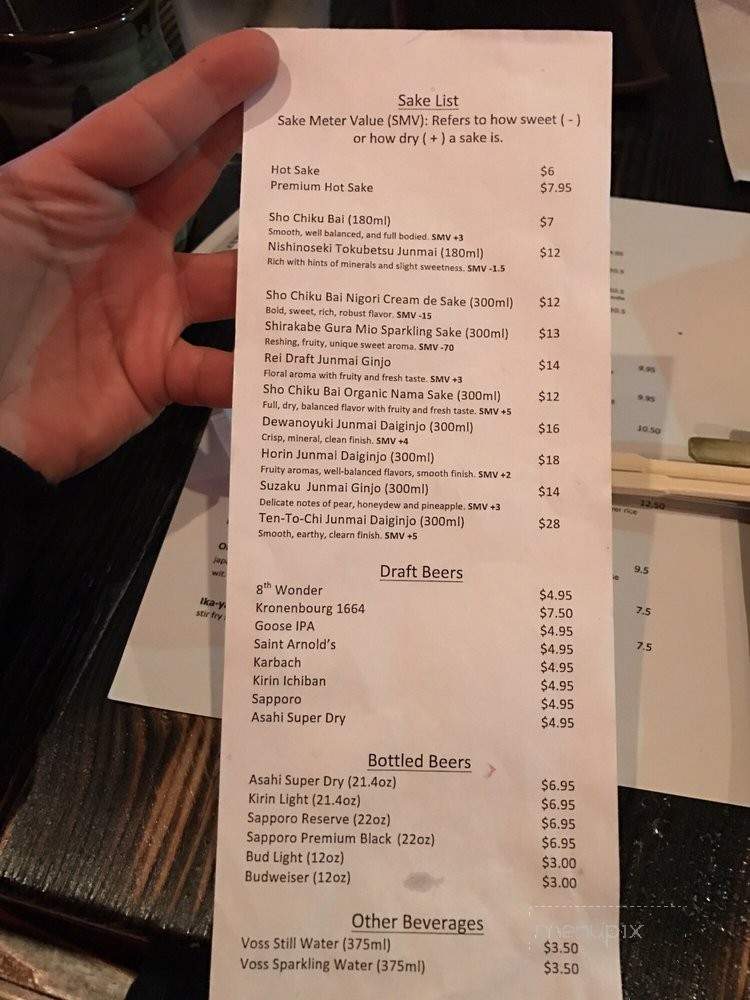 Sake List
Sake Meter Value (SMV): Refers to how sweet ( - )
or how dry ( + ) a sake is.
Hot Sake $6
Premium Hot Sake $7.95
Sho Chiku Bai (180ml) $7
Smooth, well balanced, and full bodied. SMV +3
Nishinoseki Tokubetsu Junmai (180ml) $12
Rich with hints of minerals and slight sweetness. SMV -1.5
Sho Chiku Bai Nigori Cream de Sake (300ml) $12
Bold, sweet, rich, robust flavor. SMV -15
Shirakabe Gura Mio Sparkling Sake (300ml) $13
Reshing, fruity, unique sweet aroma. SMV -70
Rei Draft Junmai Ginjo $14
Floral aroma with fruity and fresh taste. SMV +3
Sho Chiku Bai Organic Nama Sake (300ml) $12
Full, dry, balanced flavor with fruity and fresh taste. SMV +5
Dewanoyuki Junmai Daiginjo (300ml) $16
Crisp, mineral, clean finish. SMV +4
Horin Junmai Daiginjo (300ml) $18
Fruity aromas, well-balanced flavors, smooth finish. SMV +2
Suzaku Junmai Ginjo (300ml) $14
Delicate notes of pear, honeydew and pineapple. SMV +3
Ten-To-Chi Junmai Daiginjo (300ml) $28
Smooth, earthy, clearn finish. SMV +5
Draft Beers
8th Wonder $4.95
Kronenbourg 1664 $7.50
Goose IPA $4.95
Saint Arnold's $4.95
Karbach $4.95
Kirin Ichiban $4.95
Sapporo $4.95
Asahi Super Dry $4.95
Bottled Beers
Asahi Super Dry (21.4oz) $6.95
Kirin Light (21.4oz) $6.95
Sapporo Reserve (22oz) $6.95
Sapporo Premium Black (22oz) $6.95
Bud Light (12oz) $3.00
Budweiser (12oz) $3.00
Other Beverages
Voss Still Water (375ml) $3.50
Voss Sparkling Water (375ml) $3.50
menupix
9.95
9.95
10.50
12.50
rice
9.5
7.5
7.5
Ika-y
stir fry